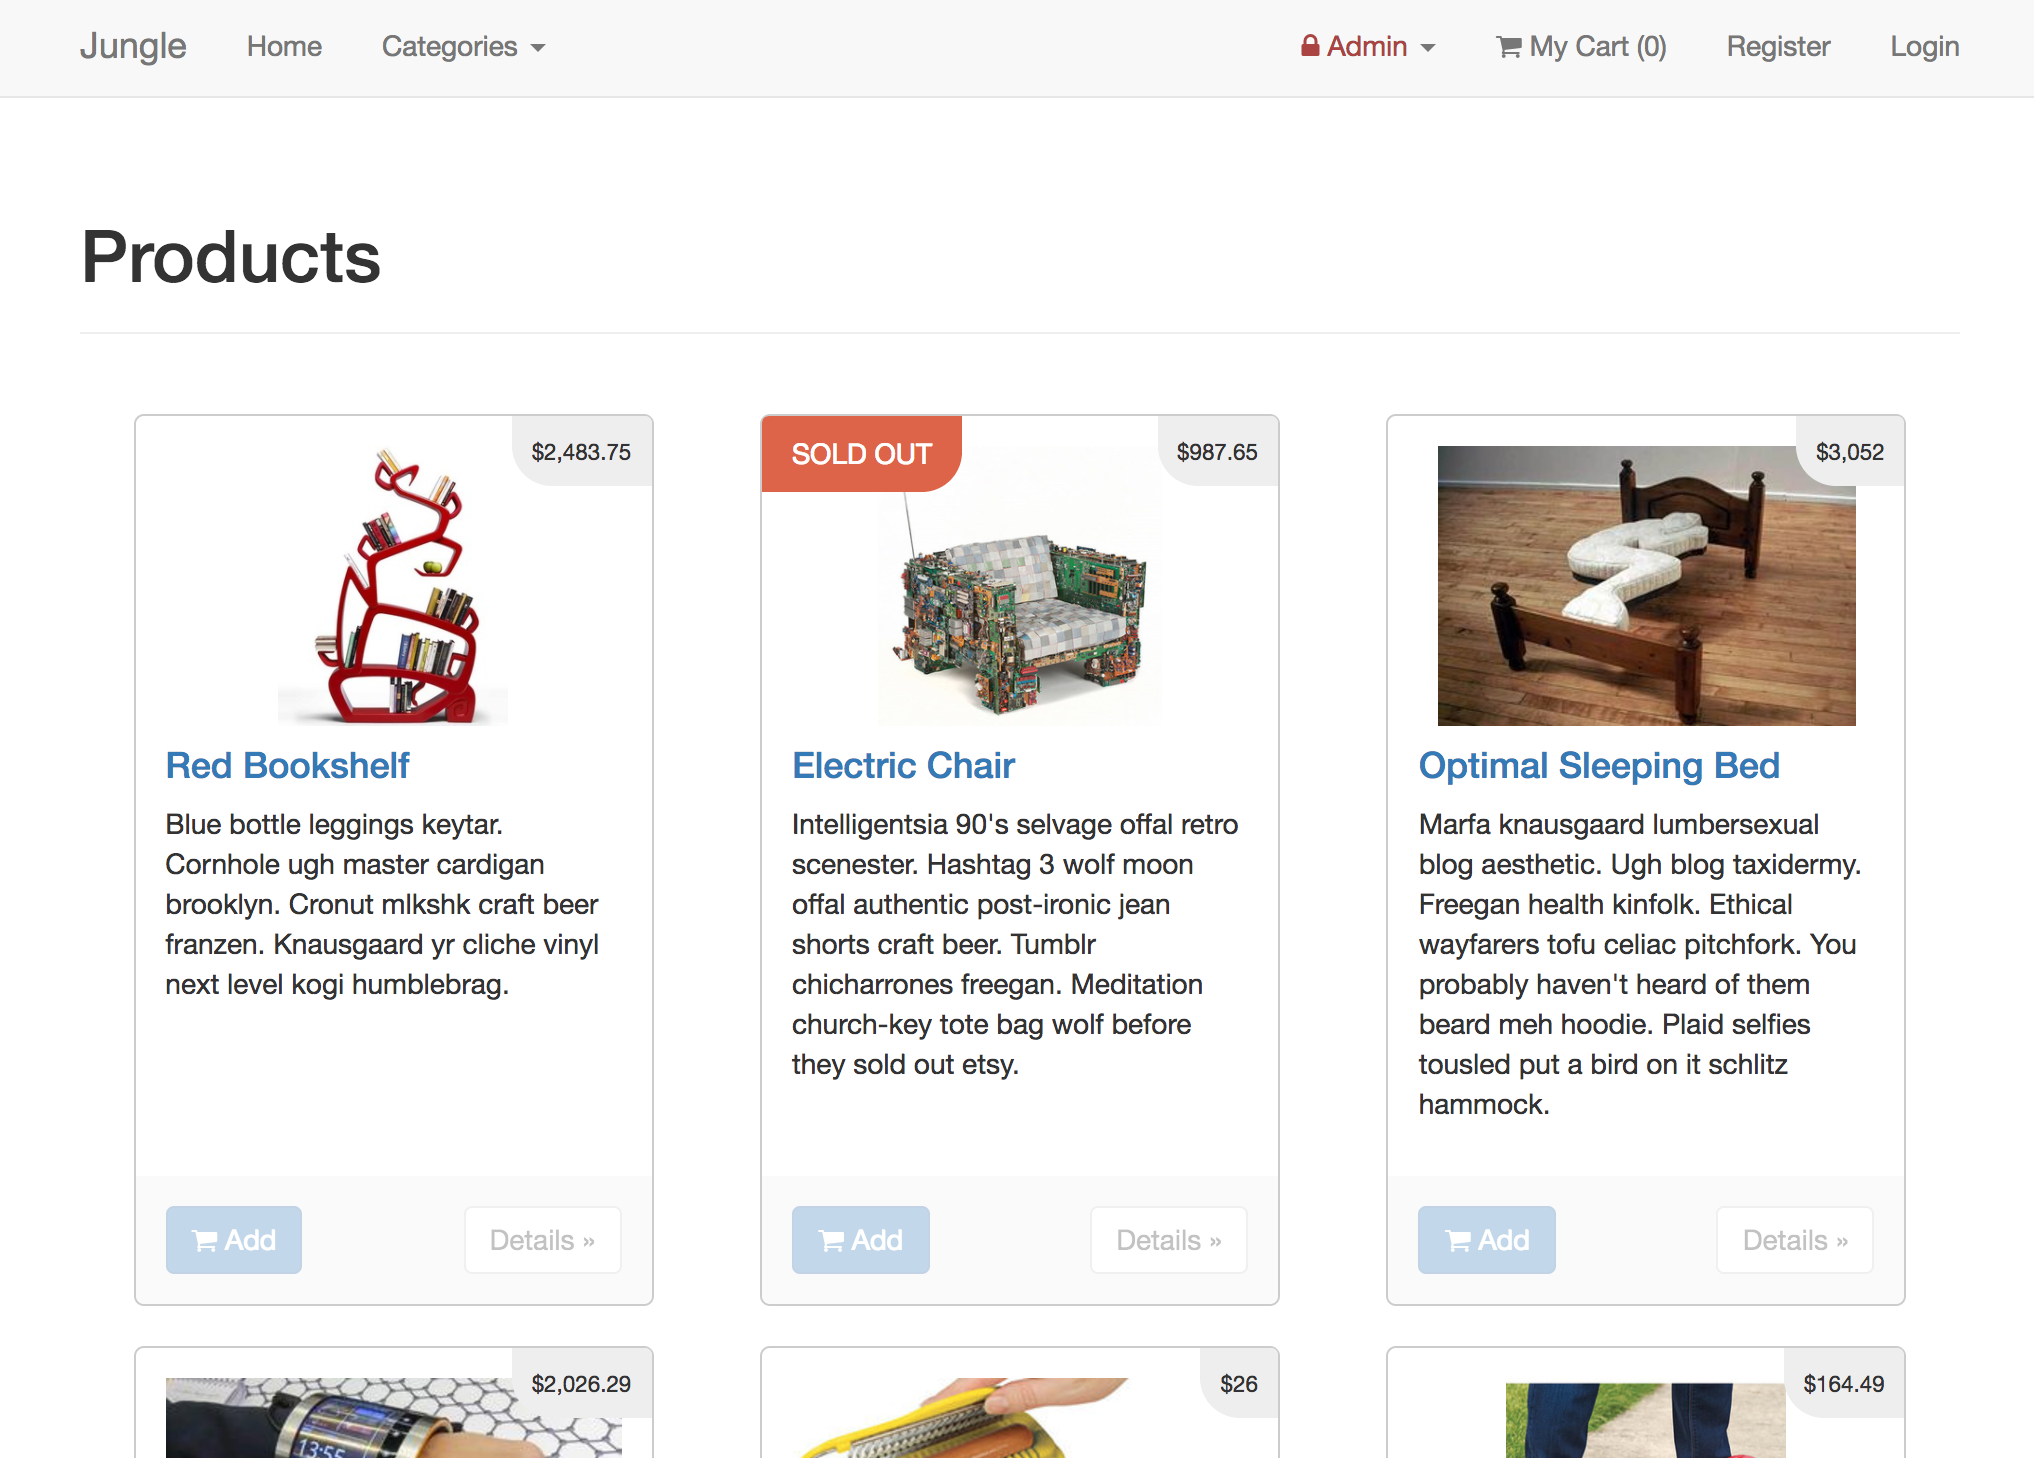 Jungle Home Categories Admin My Cart (0) Register Login
Products
$2,483.75
Red Bookshelf
Blue bottle leggings keytar.
Cornhole ugh master cardigan
brooklyn. Cronut mlkshk craft beer
franzen. Knausgaard yr cliche vinyl
next level kogi humblebrag.
Add
Details »
SOLD OUT
$987.65
Electric Chair
Intelligentsia 90's selvage offal retro
scenester. Hashtag 3 wolf moon
offal authentic post-ironic jean
shorts craft beer. Tumblr
chicharrones freegan. Meditation
church-key tote bag wolf before
they sold out etsy.
Add
Details »
$3,052
Optimal Sleeping Bed
Marfa knausgaard lumbersexual
blog aesthetic. Ugh blog taxidermy.
Freegan health kinfolk. Ethical
wayfarers tofu celiac pitchfork. You
probably haven't heard of them
beard meh hoodie. Plaid selfies
tousled put a bird on it schlitz
hammock.
Add
Details »
$2,026.29
13:55
$26
$164.49